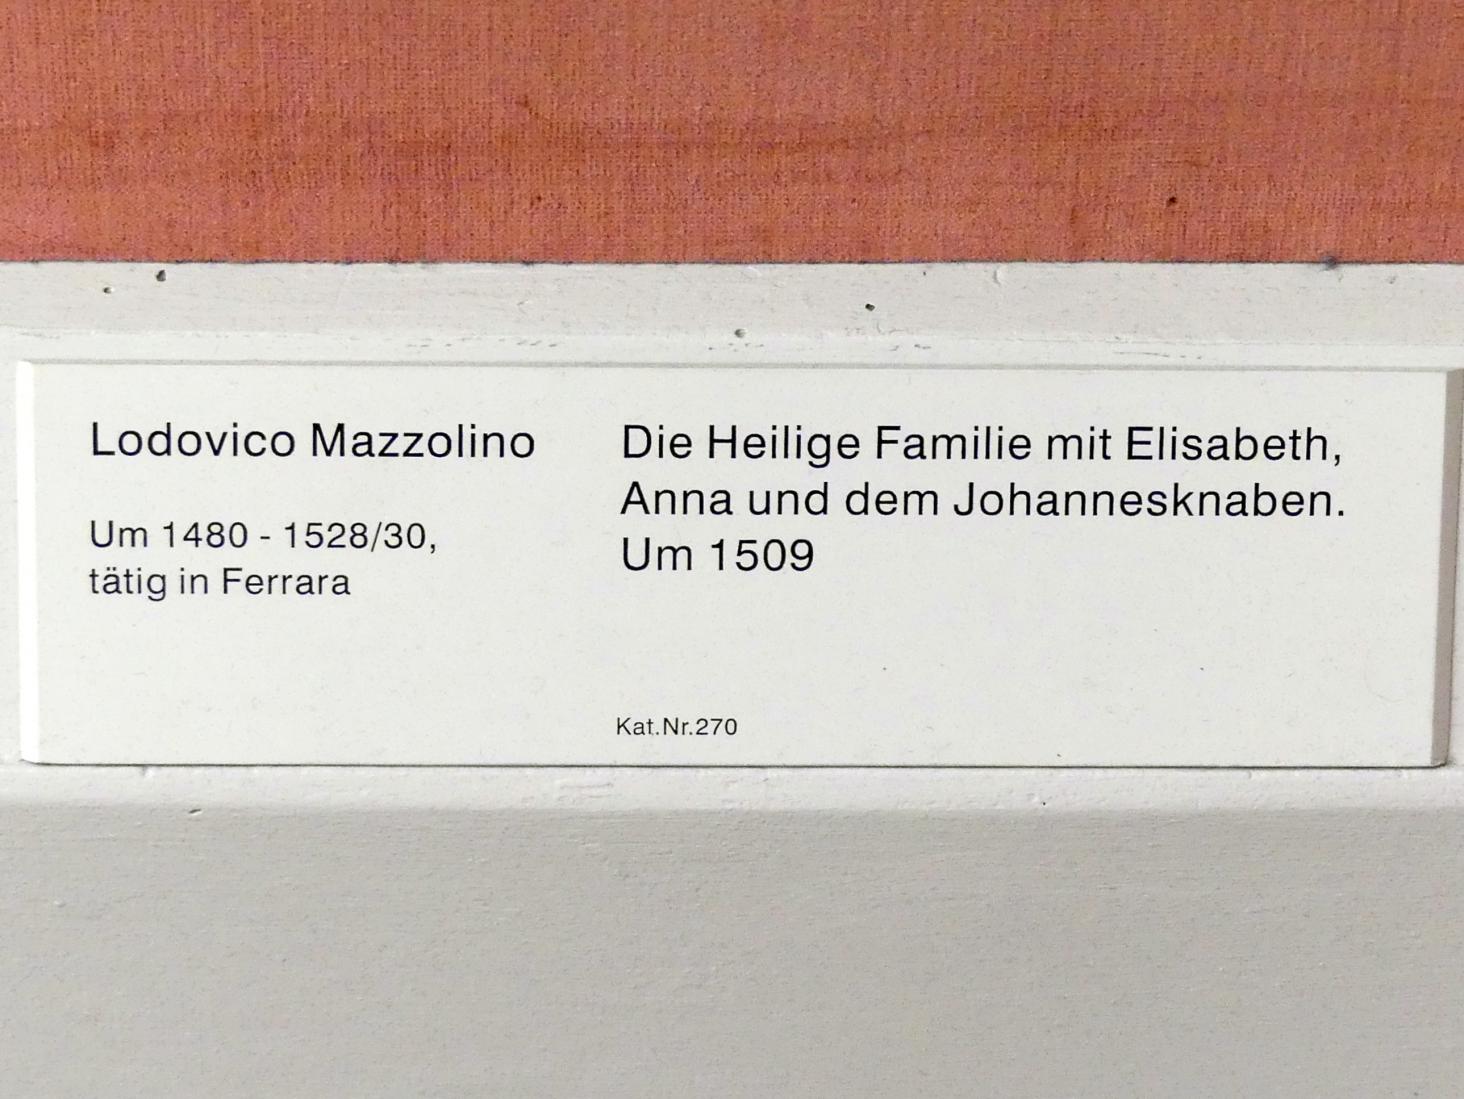 Lodovico Mazzolino
Um 1480 - 1528/30,
tätig in Ferrara
Die Heilige Familie mit Elisabeth,
Anna und dem Johannesknaben.
Um 1509
Kat.Nr.270